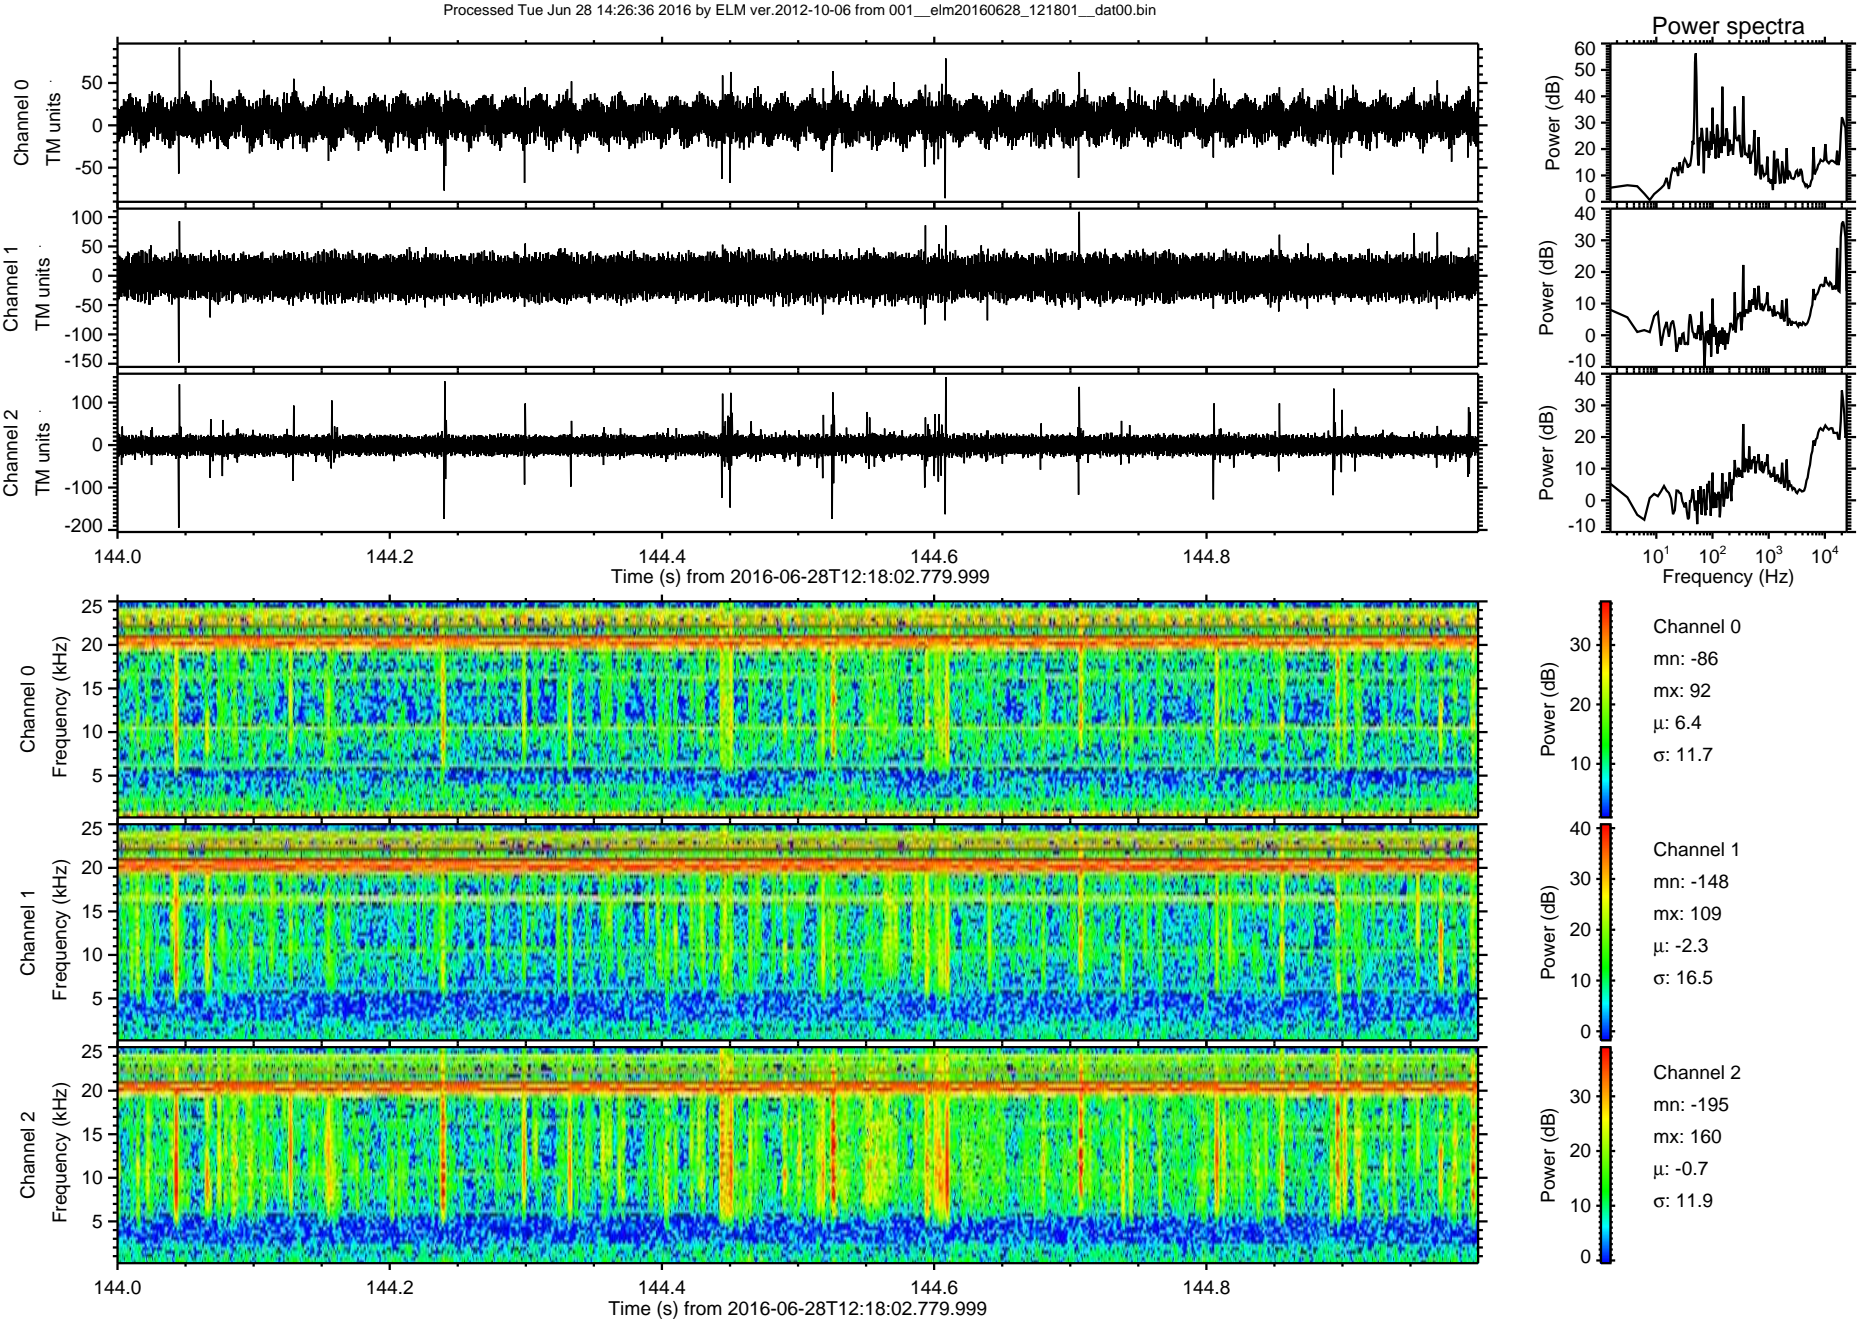 Processed Tue Jun 28 14:26:36 2016 by ELM ver.2012-10-06 from 001__elm20160628_121801__dat00.bin
Power spectra
Channel 0
TM units
50
0
-50
Power (dB)
60
50
40
30
20
10
0
Channel 1
TM units
100
50
0
-50
-100
-150
Power (dB)
40
30
20
10
0
-10
Channel 2
TM units
100
0
-100
-200
Power (dB)
40
30
20
10
0
-10
144.0 144.2 144.4 144.6 144.8
Time (s) from 2016-06-28T12:18:02.779.999
10¹ 10² 10³ 10⁴
Frequency (Hz)
Channel 0
Frequency (kHz)
25
20
15
10
5
Power (dB)
30
20
10
Channel 0
mn: -86
mx: 92
μ: 6.4
σ: 11.7
Channel 1
Frequency (kHz)
25
20
15
10
5
Power (dB)
40
30
20
10
0
Channel 1
mn: -148
mx: 109
μ: -2.3
σ: 16.5
Channel 2
Frequency (kHz)
25
20
15
10
5
Power (dB)
30
20
10
0
Channel 2
mn: -195
mx: 160
μ: -0.7
σ: 11.9
144.0 144.2 144.4 144.6 144.8
Time (s) from 2016-06-28T12:18:02.779.999